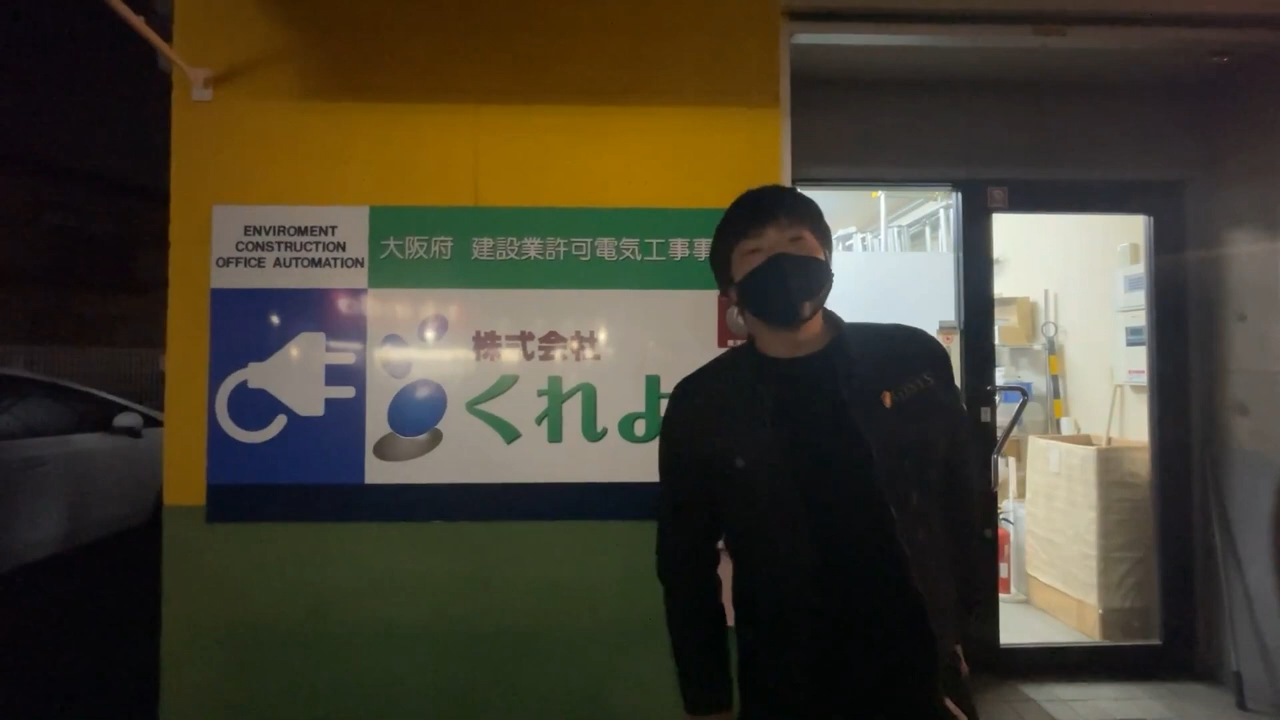 ENVIROMENT
CONSTRUCTION
OFFICE AUTOMATION
大阪府 建設業許可電気工事事
株式会社
くれよ